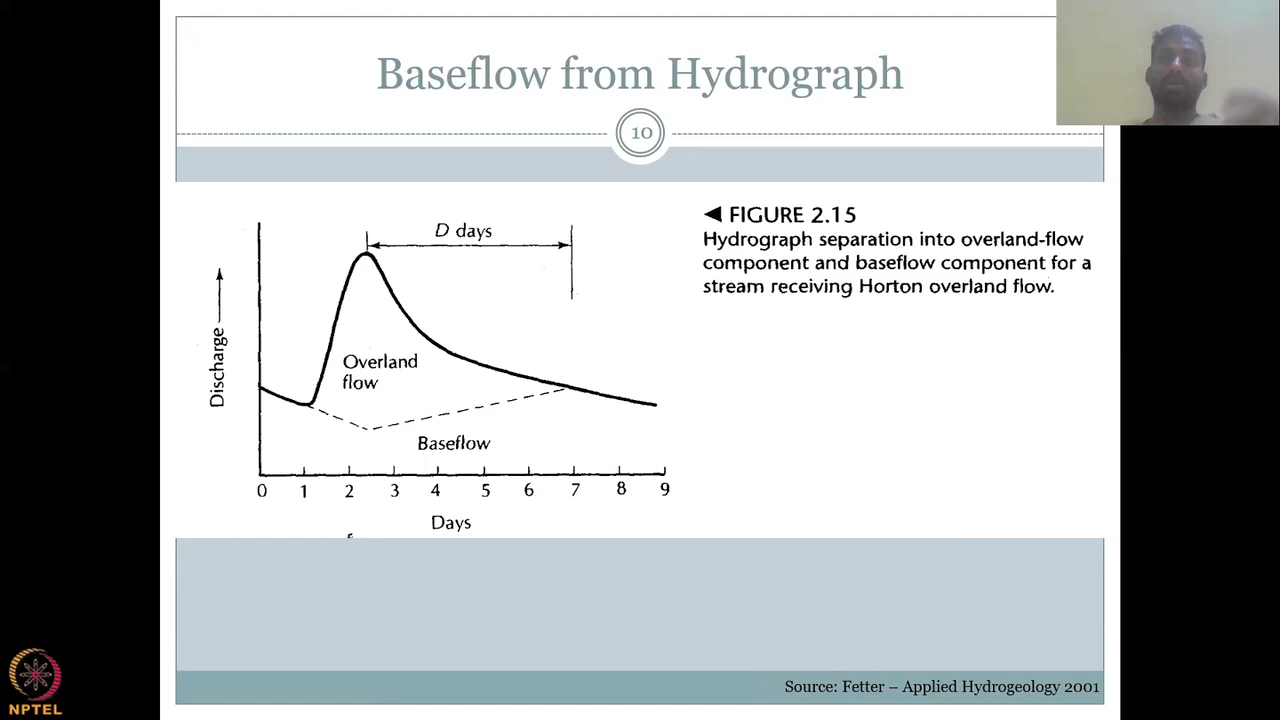 Baseflow from Hydrograph
10
D days
Discharge
Overland
flow
Baseflow
0 1 2 3 4 5 6 7 8 9
Days
◄ FIGURE 2.15
Hydrograph separation into overland-flow
component and baseflow component for a
stream receiving Horton overland flow.
Source: Fetter – Applied Hydrogeology 2001
NPTEL